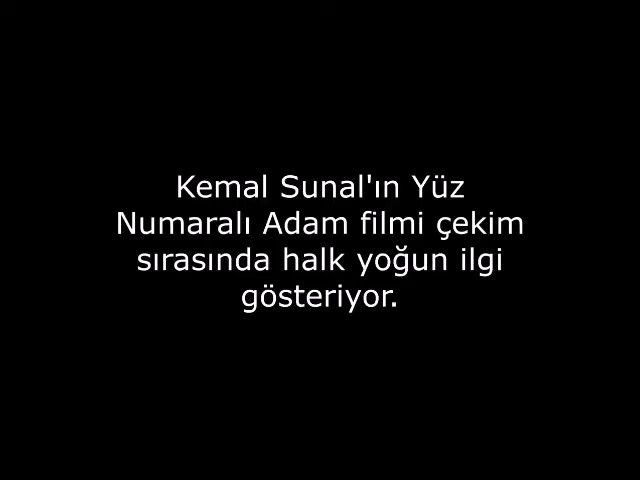 Kemal Sunal'ın Yüz
Numaralı Adam filmi çekim
sırasında halk yoğun ilgi
gösteriyor.